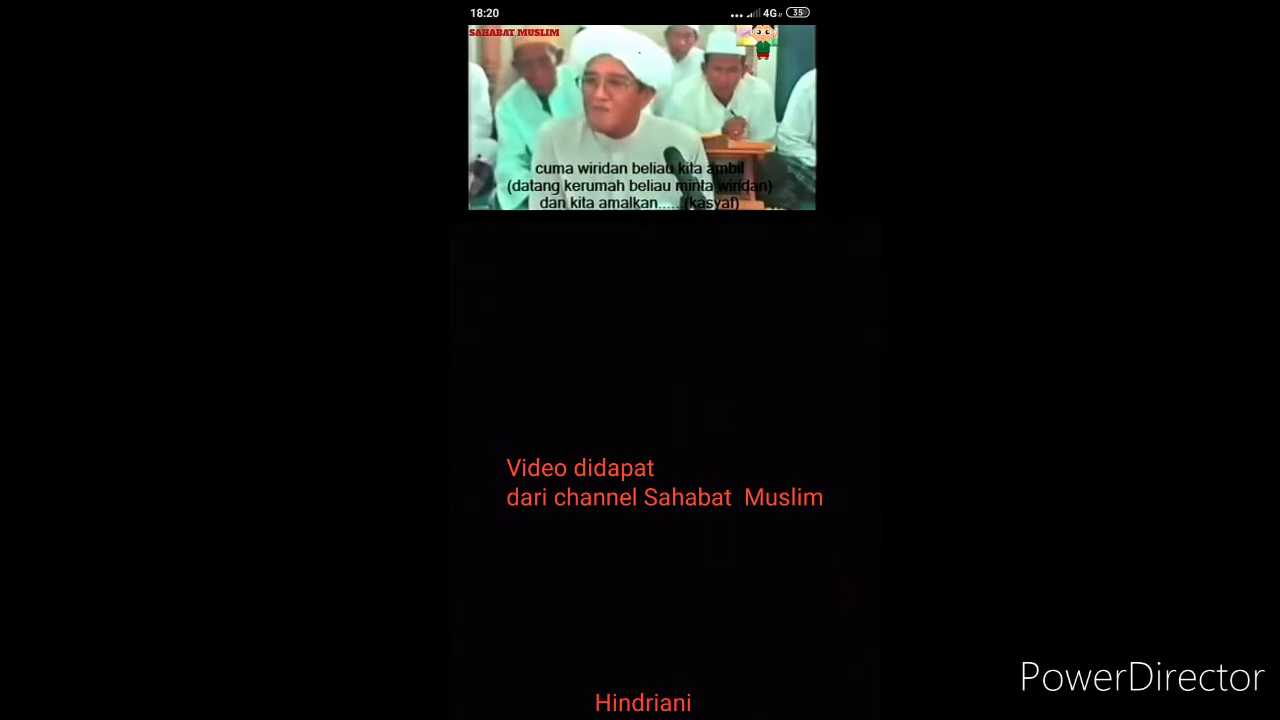 18:20
4G
35
SAHABAT MUSLIM
cuma wiridan beliau kita ambil
(datang kerumah beliau minta wiridan)
dan kita amalkan..... (kasyaf)
Video didapat
dari channel Sahabat Muslim
PowerDirector
Hindriani